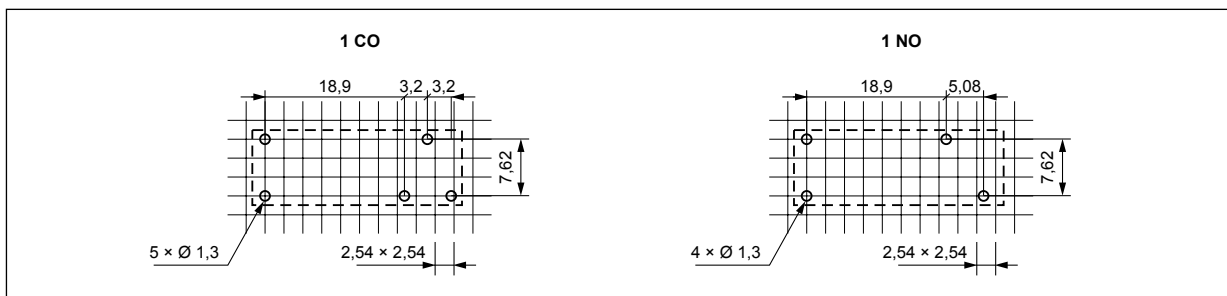 1 CO
1 NO
18,9
3,2
3,2
18,9
5,08
7,62
7,62
5 × Ø 1,3
2,54 × 2,54
4 × Ø 1,3
2,54 × 2,54